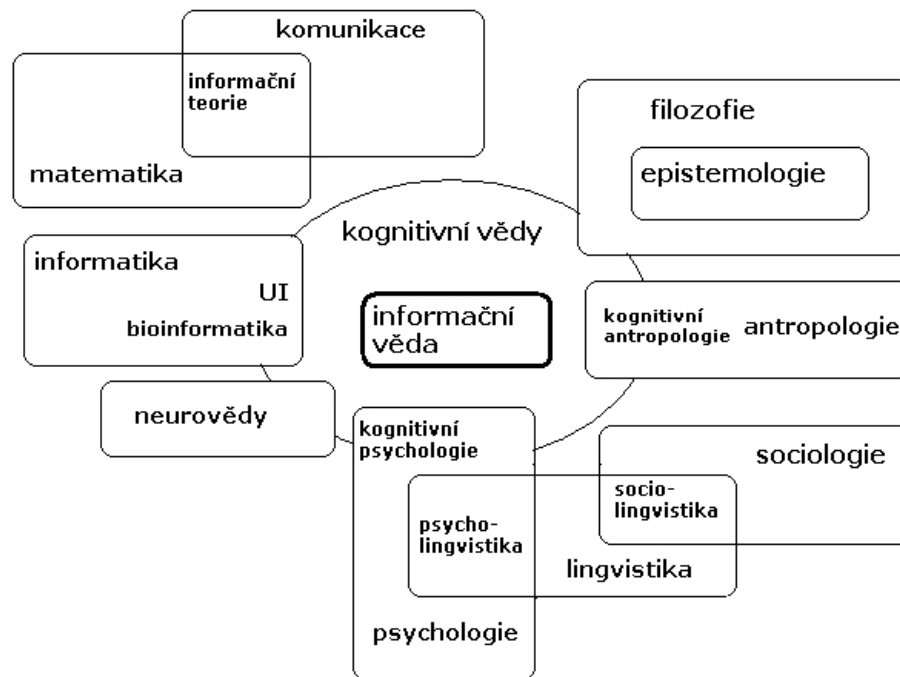 komunikace
informační
teorie
matematika
filozofie
epistemologie
kognitivní vědy
informatika
UI
bioinformatika
informační
věda
kognitivní
antropologie
antropologie
neurovědy
kognitivní
psychologie
sociologie
socio-
lingvistika
psycho-
lingvistika
lingvistika
psychologie